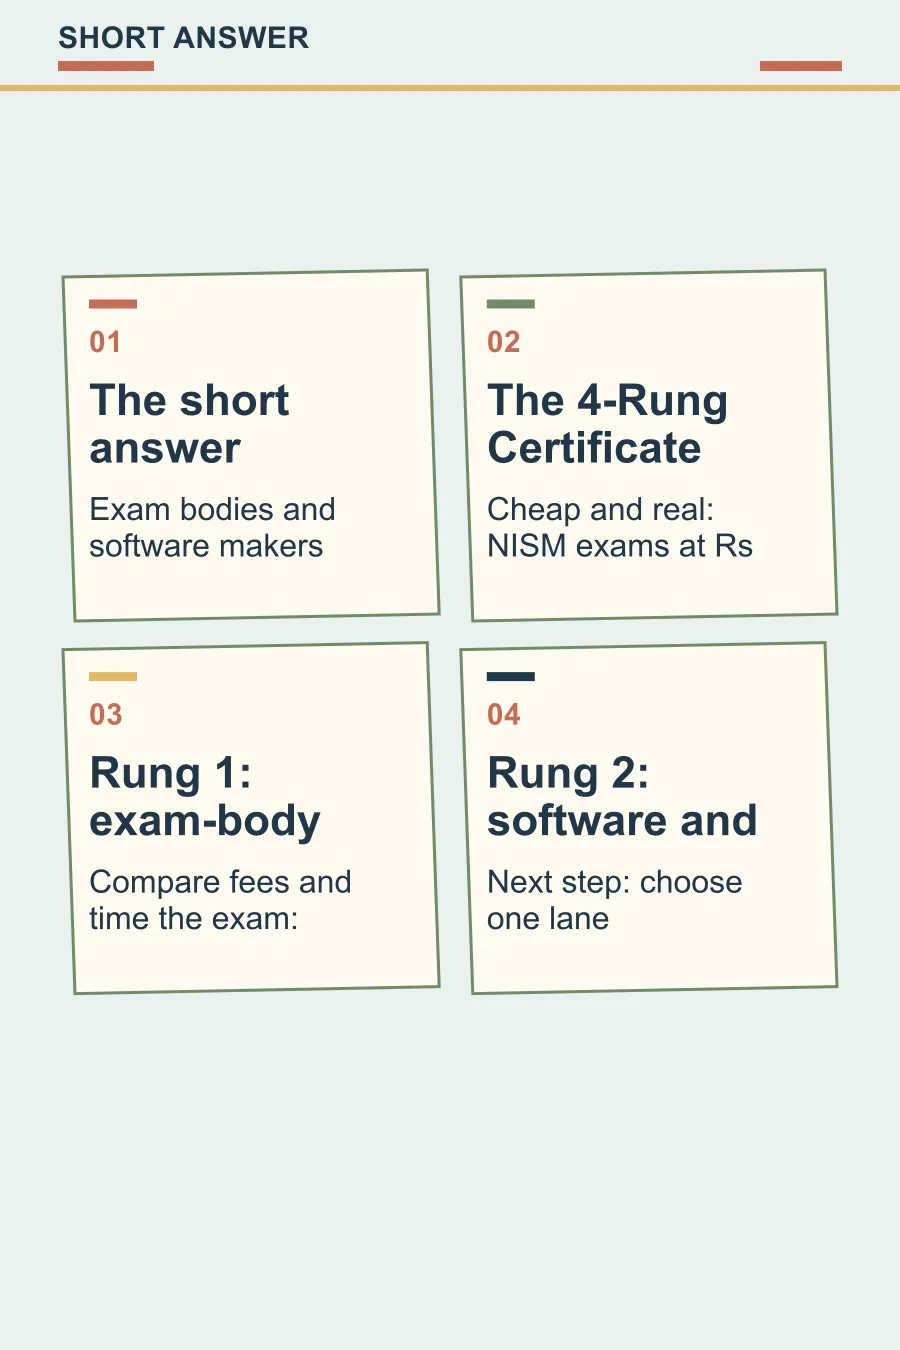 SHORT ANSWER
01
The short
answer
Exam bodies and
software makers
02
The 4-Rung
Certificate
Cheap and real:
NISM exams at Rs
03
Rung 1:
exam-body
Compare fees and
time the exam:
04
Rung 2:
software and
Next step: choose
one lane